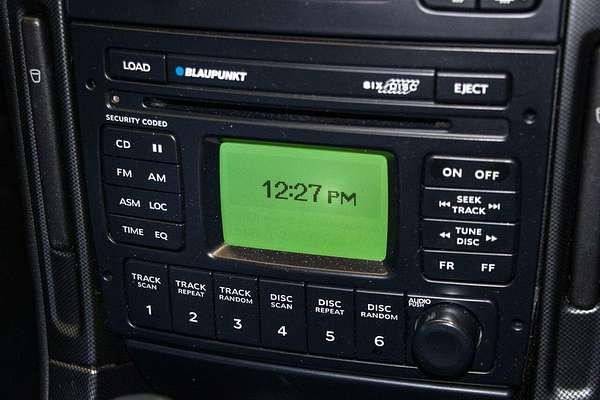 LOAD
BLAUPUNKT
SIX DISC
EJECT
SECURITY CODED
CD
FM AM
ASM LOC
TIME EQ
12:27 PM
ON OFF
SEEK
TRACK
TUNE
DISC
FR FF
TRACK
SCAN
1
TRACK
REPEAT
2
TRACK
RANDOM
3
DISC
SCAN
4
DISC
REPEAT
5
DISC
RANDOM
6
AUDIO
PUSH